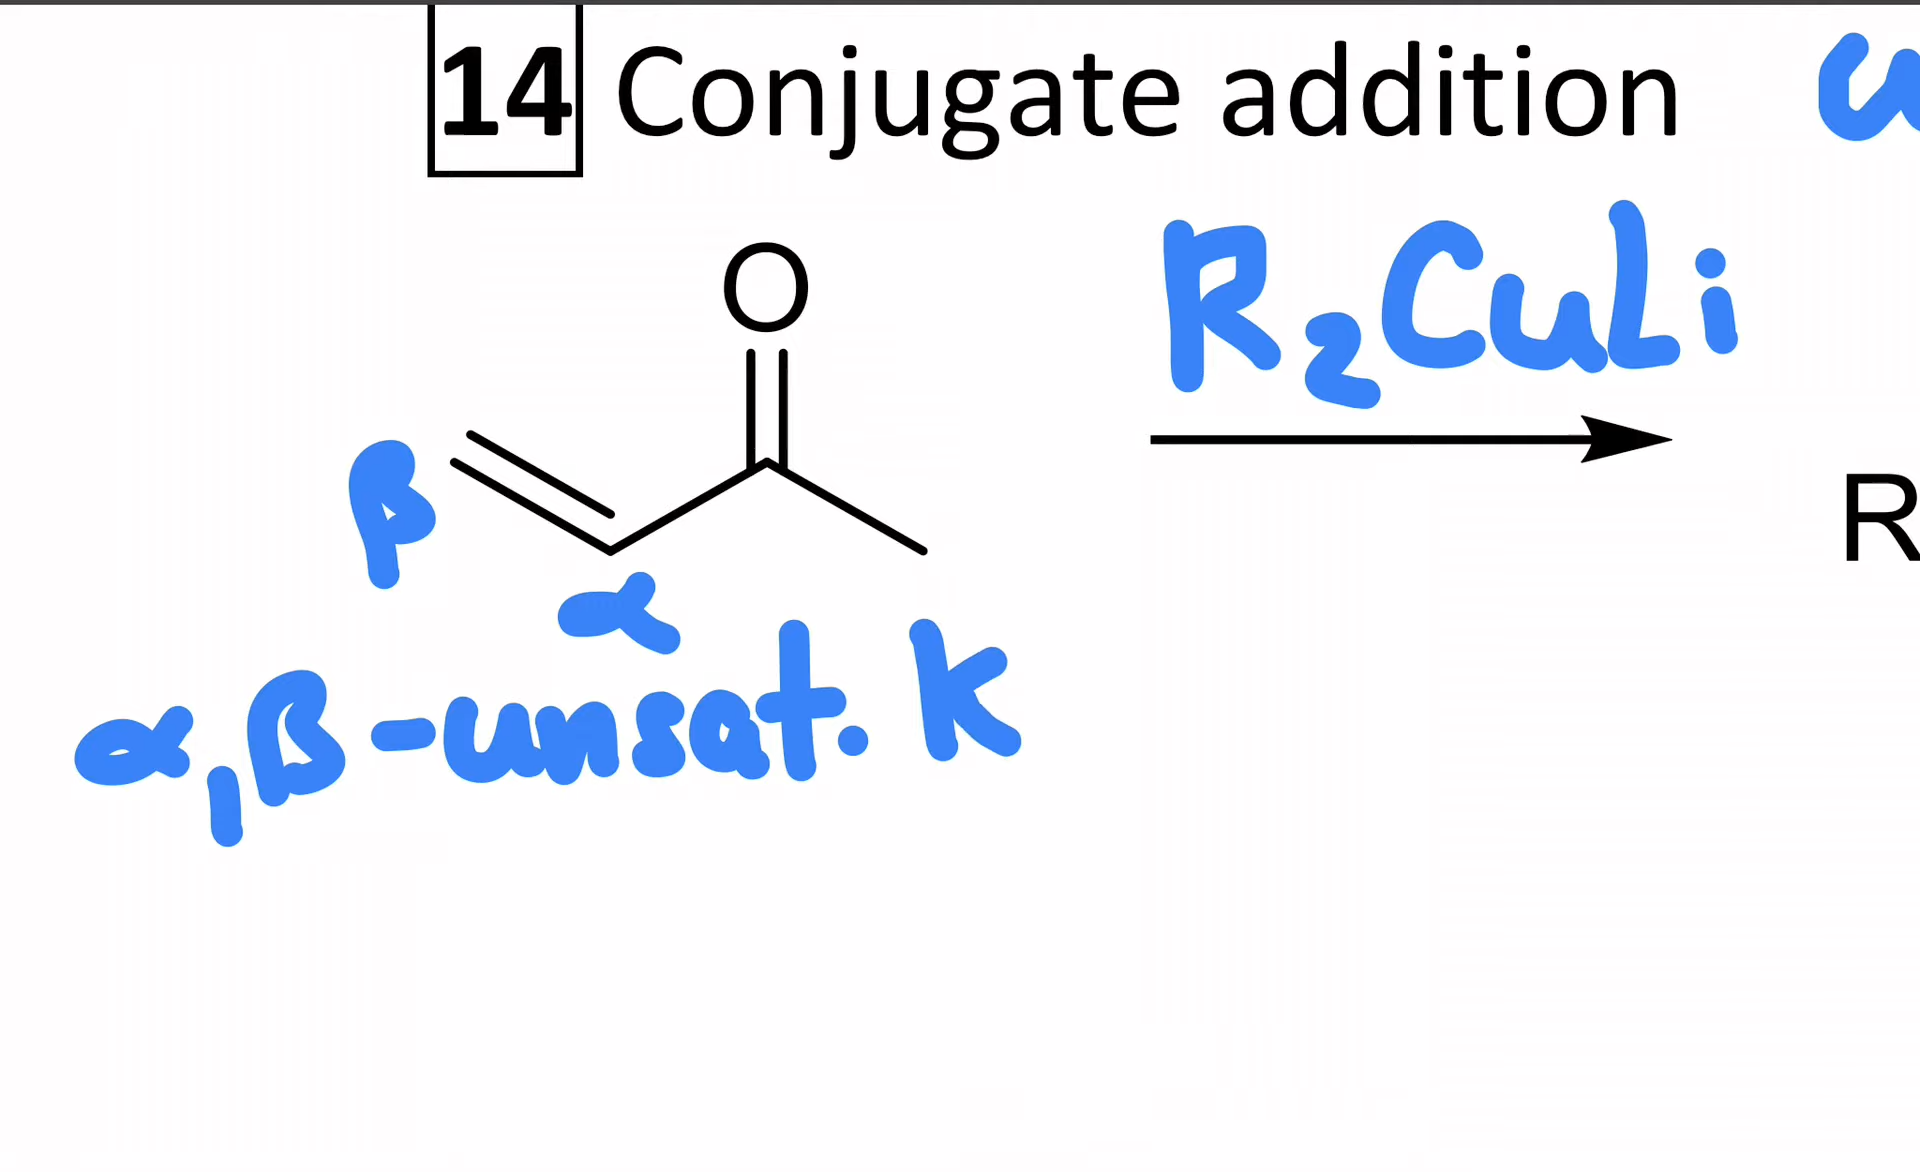 14 Conjugate addition
O
R₂CuLi
β
R
α
α,β-unsat. K